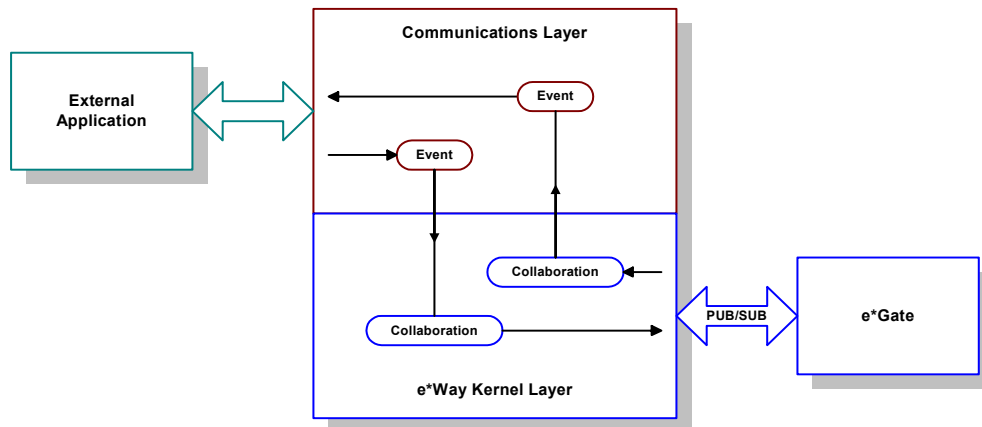 Communications Layer
External
Application
Event
Event
Collaboration
Collaboration
PUB/SUB
e*Gate
e*Way Kernel Layer